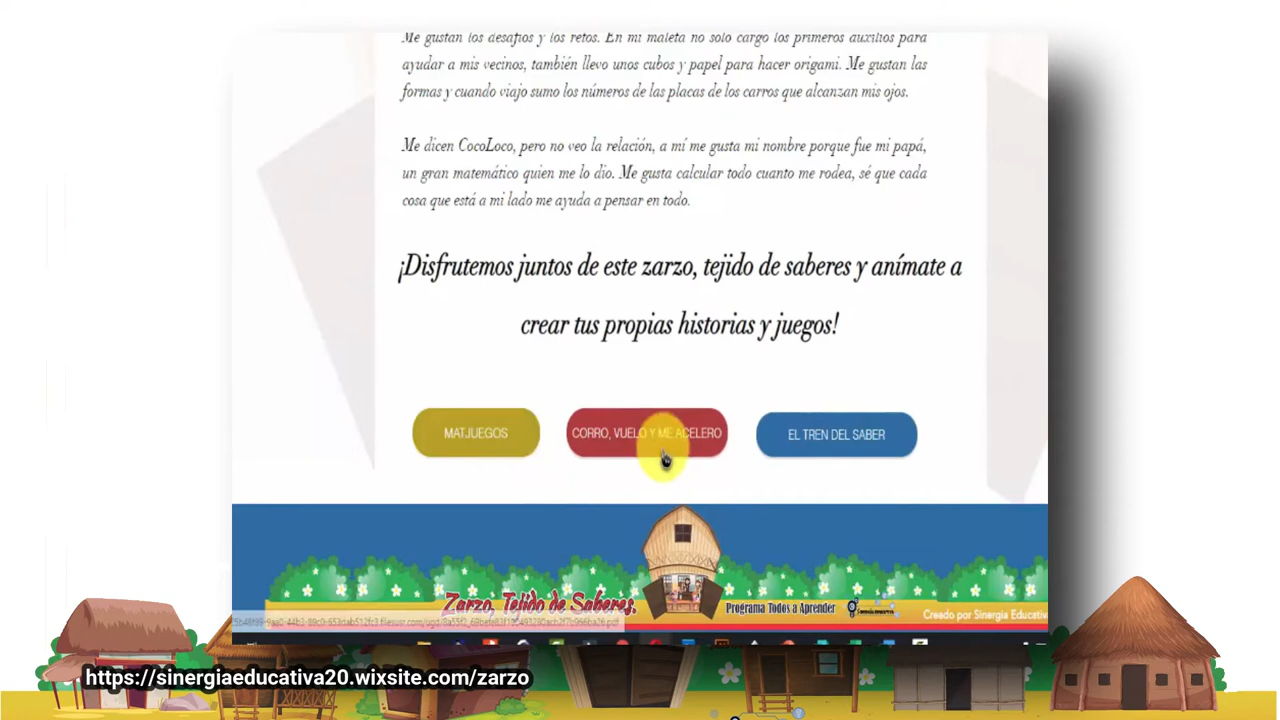 Me gustan los desafíos y los retos. En mi maleta no solo cargo los primeros auxilios para
ayudar a mis vecinos, también llevo unos cubos y papel para hacer origami. Me gustan las
formas y cuando viajo sumo los números de las placas de los carros que alcanzan mis ojos.
Me dicen CocoLoco, pero no veo la relación, a mí me gusta mi nombre porque fue mi papá,
un gran matemático quien me lo dio. Me gusta calcular todo cuanto me rodea, sé que cada
cosa que está a mi lado me ayuda a pensar en todo.
¡Disfrutemos juntos de este zarzo, tejido de saberes y anímate a
crear tus propias historias y juegos!
MATJUEGOS
CORRO, VUELO Y ME ACELERO
EL TREN DEL SABER
Zarzo, Tejido de Saberes.
Programa Todos a Aprender
Creado por Sinergia Educativ
https://sinergiaeducativa20.wixsite.com/zarzo